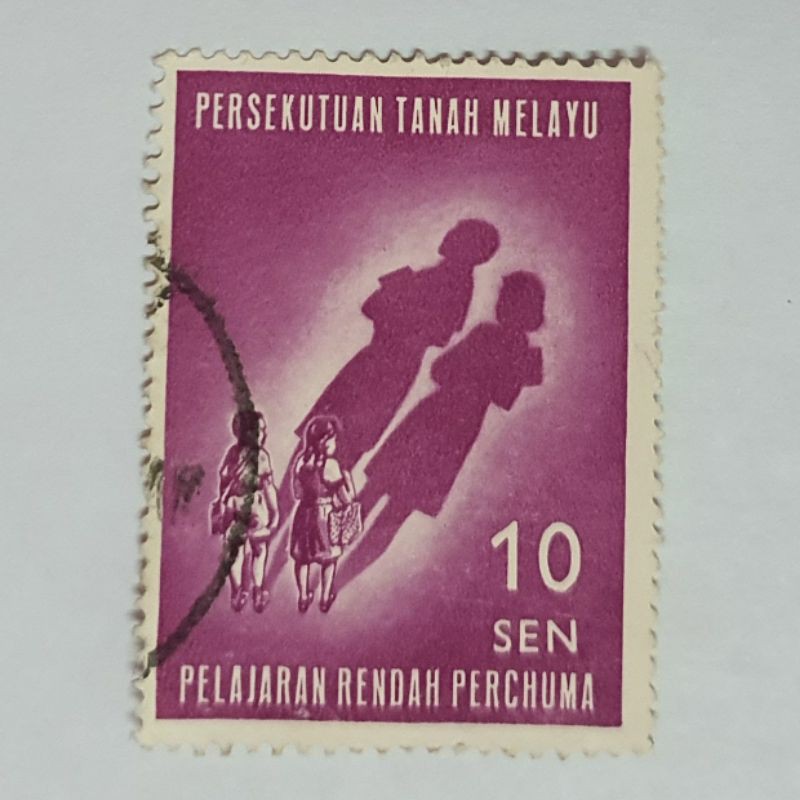 PERSEKUTUAN TANAH MELAYU
10
SEN
PELAJARAN RENDAH PERCHUMA